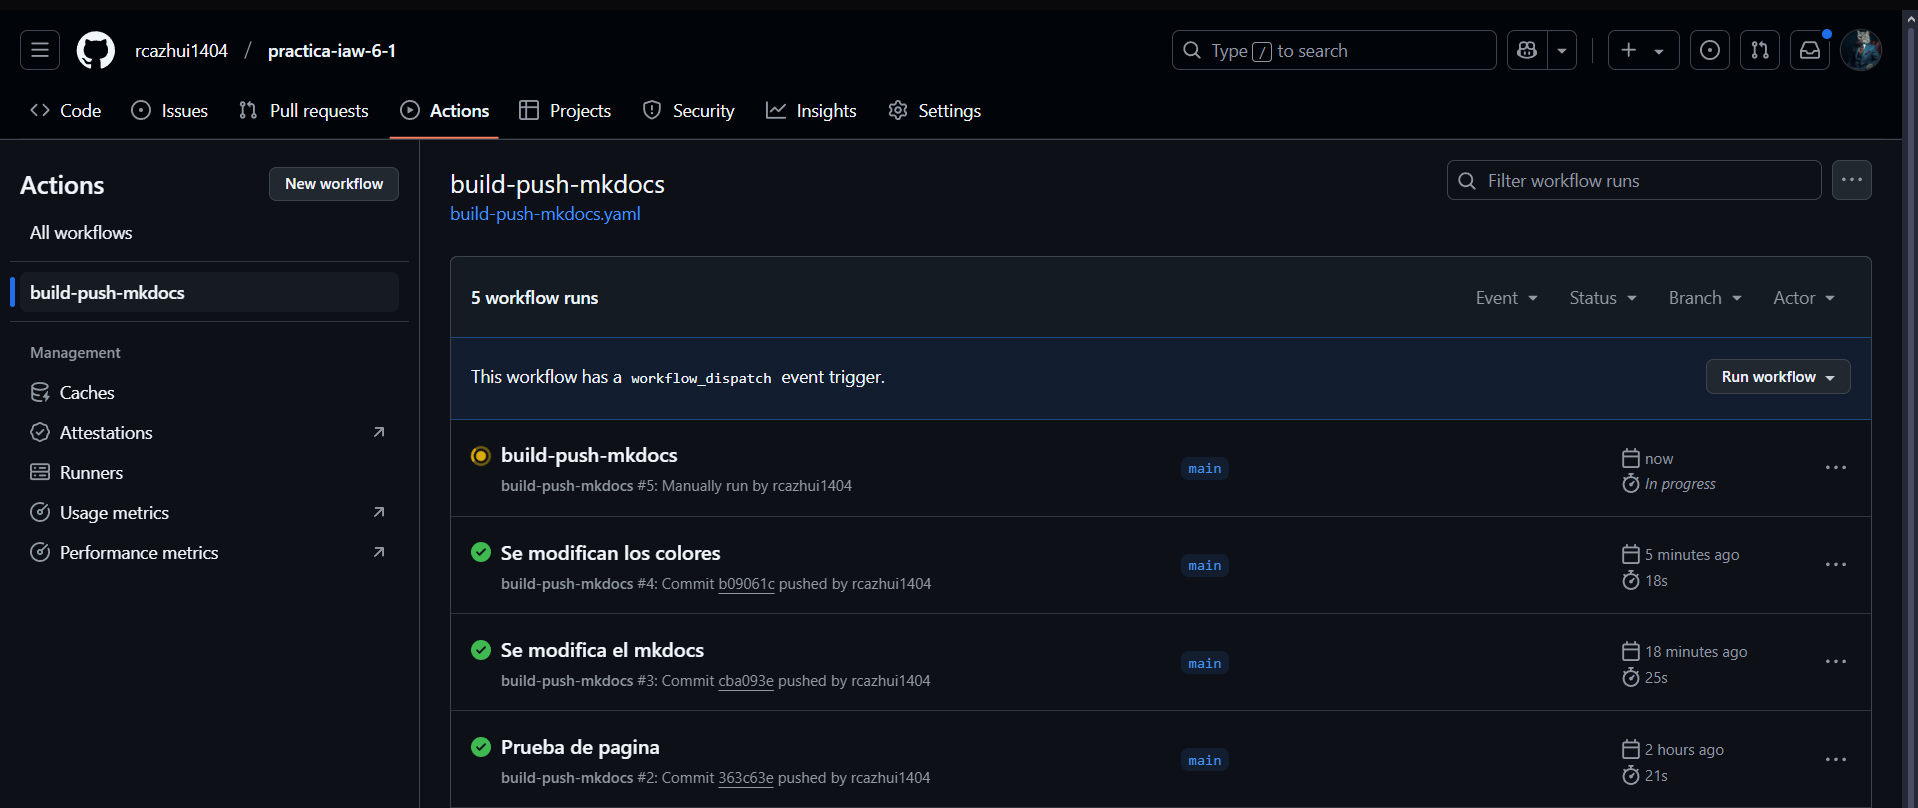 rcazhui1404 / practica-iaw-6-1
Type / to search
Code Issues Pull requests Actions Projects Security Insights Settings
Actions
New workflow
All workflows
build-push-mkdocs
Management
Caches
Attestations
Runners
Usage metrics
Performance metrics
build-push-mkdocs
build-push-mkdocs.yaml
Filter workflow runs
5 workflow runs
Event Status Branch Actor
This workflow has a workflow_dispatch event trigger.
Run workflow
build-push-mkdocs
build-push-mkdocs #5: Manually run by rcazhui1404
main
now
In progress
Se modifican los colores
build-push-mkdocs #4: Commit b09061c pushed by rcazhui1404
main
5 minutes ago
18s
Se modifica el mkdocs
build-push-mkdocs #3: Commit cba093e pushed by rcazhui1404
main
18 minutes ago
25s
Prueba de pagina
build-push-mkdocs #2: Commit 363c63e pushed by rcazhui1404
main
2 hours ago
21s